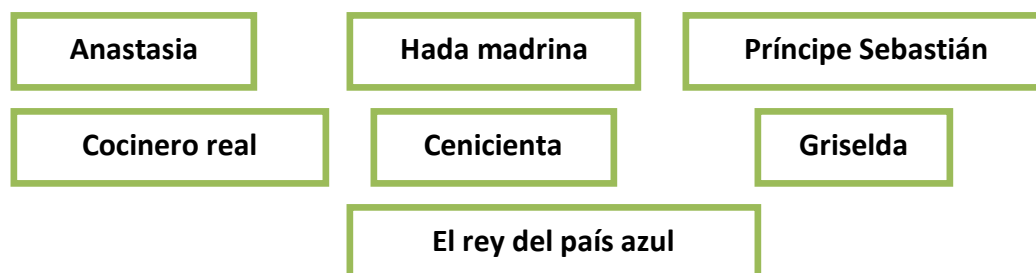 Anastasia
Hada madrina
Príncipe Sebastián
Cocinero real
Cenicienta
Griselda
El rey del país azul